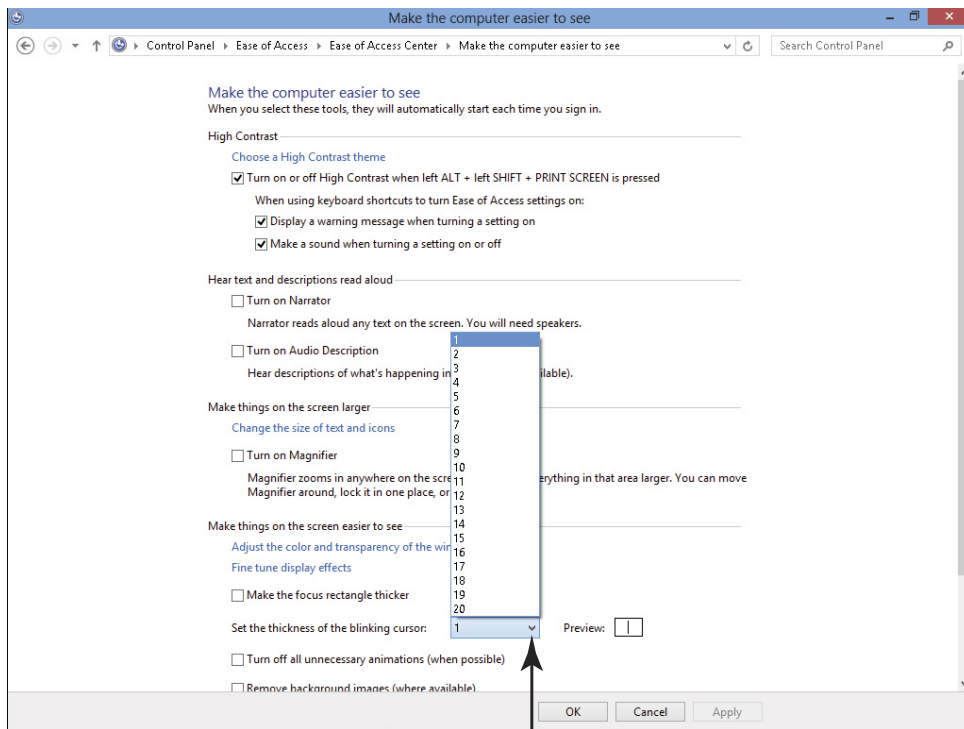 Make the computer easier to see
Control Panel Ease of Access Ease of Access Center Make the computer easier to see
Search Control Panel
Make the computer easier to see
When you select these tools, they will automatically start each time you sign in.
High Contrast
Choose a High Contrast theme
Turn on or off High Contrast when left ALT + left SHIFT + PRINT SCREEN is pressed
When using keyboard shortcuts to turn Ease of Access settings on:
Display a warning message when turning a setting on
Make a sound when turning a setting on or off
Hear text and descriptions read aloud
Turn on Narrator
Narrator reads aloud any text on the screen. You will need speakers.
Turn on Audio Description
Hear descriptions of what's happening in ilable).
Make things on the screen larger
Change the size of text and icons
Turn on Magnifier
Magnifier zooms in anywhere on the scre erything in that area larger. You can move
Magnifier around, lock it in one place, or
Make things on the screen easier to see
Adjust the color and transparency of the win
Fine tune display effects
Make the focus rectangle thicker
1
2
3
4
5
6
7
8
9
10
11
12
13
14
15
16
17
18
19
20
Set the thickness of the blinking cursor: 1 Preview:
Turn off all unnecessary animations (when possible)
Remove background images (where available)
OK Cancel Apply